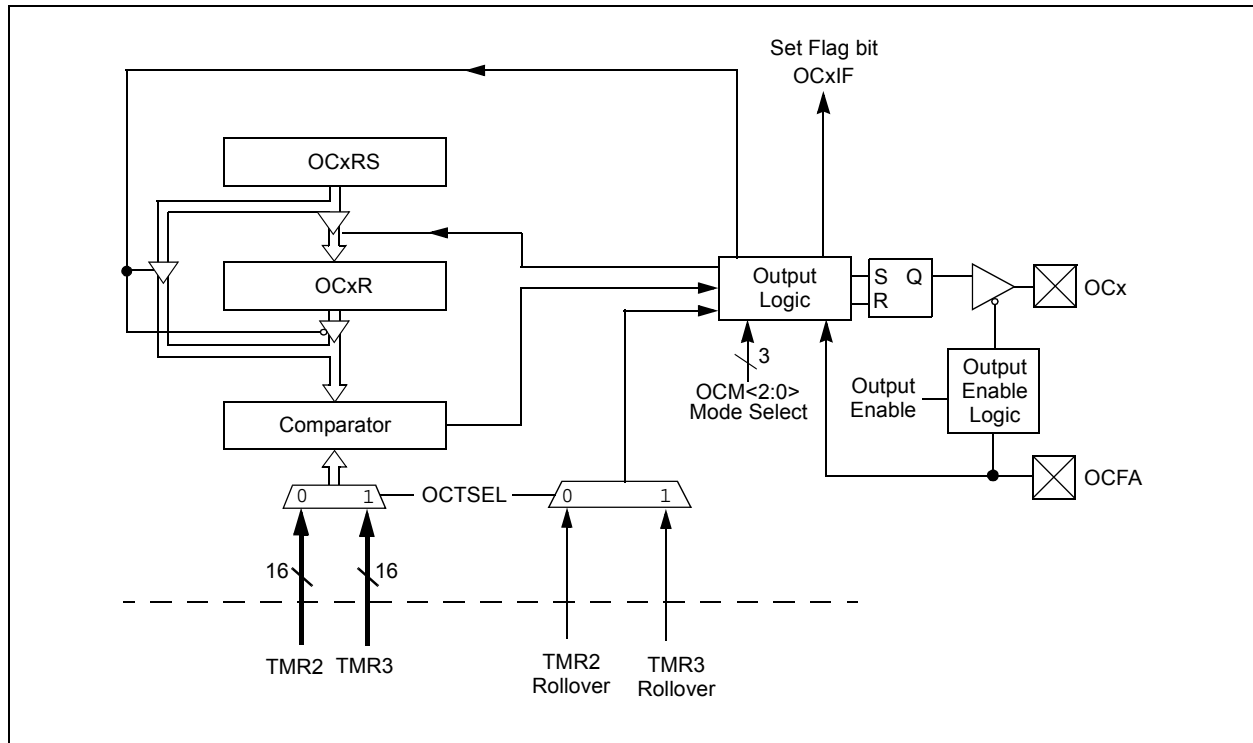 Set Flag bit
OCxIF
OCxRS
OCxR
Comparator
Output
Logic
S Q
R
OCx
3
OCM<2:0>
Mode Select
Output
Enable
Output
Enable
Logic
OCFA
0 1
OCTSEL
0 1
16 16
TMR2 TMR3
TMR2
Rollover
TMR3
Rollover